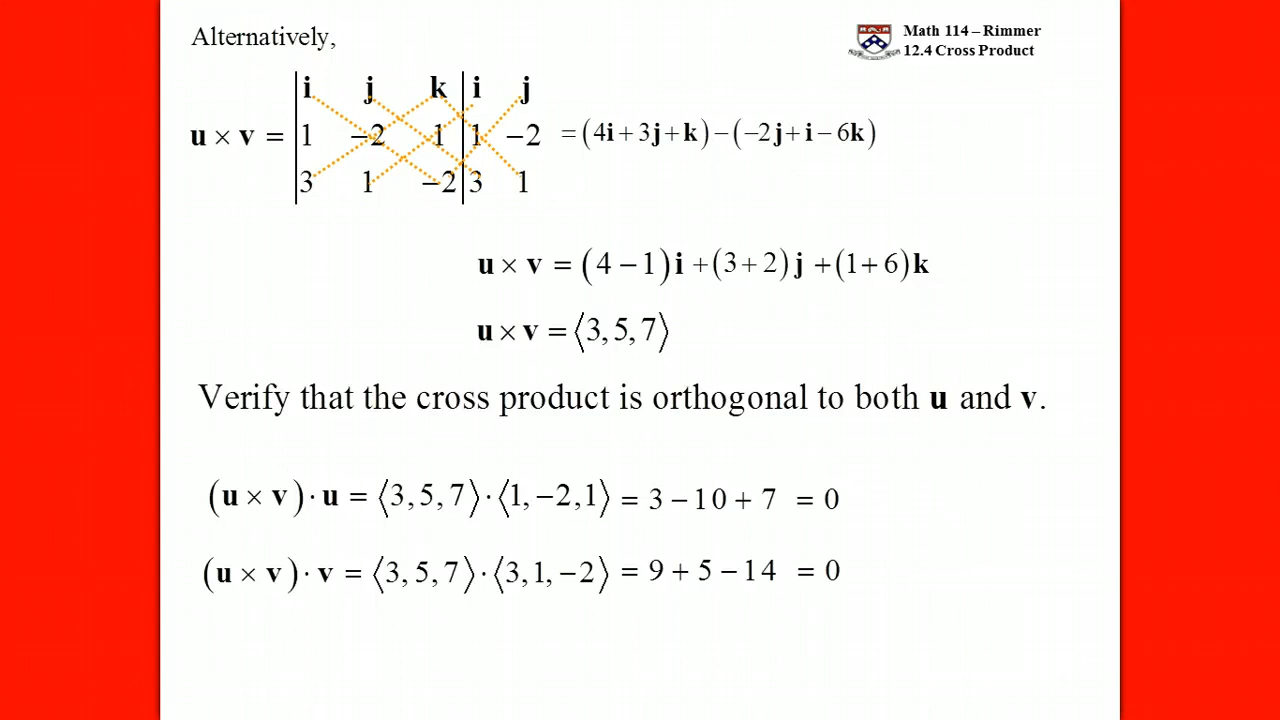 Alternatively,
Math 114 – Rimmer
12.4 Cross Product
i j k i j
u × v = 1 −2 1 1 −2 = (4i + 3j + k) − (−2j + i − 6k)
3 1 −2 3 1
u × v = (4 − 1)i + (3 + 2)j + (1 + 6)k
u × v = ⟨3, 5, 7⟩
Verify that the cross product is orthogonal to both u and v.
(u × v) · u = ⟨3, 5, 7⟩ · ⟨1, −2, 1⟩ = 3 − 10 + 7 = 0
(u × v) · v = ⟨3, 5, 7⟩ · ⟨3, 1, −2⟩ = 9 + 5 − 14 = 0